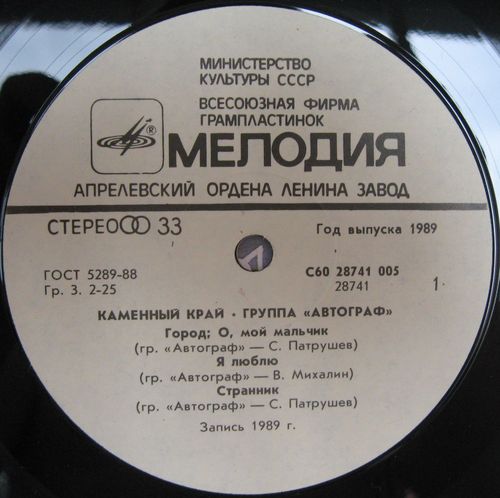 МИНИСТЕРСТВО
КУЛЬТУРЫ СССР
ВСЕСОЮЗНАЯ ФИРМА
ГРАМПЛАСТИНОК
®
МЕЛОДИЯ
АПРЕЛЕВСКИЙ ОРДЕНА ЛЕНИНА ЗАВОД
СТЕРЕО 33
Год выпуска 1989
ГОСТ 5289-88
С60 28741 005
Гр. 3. 2-25
28741
1
КАМЕННЫЙ КРАЙ · ГРУППА «АВТОГРАФ»
Город; О, мой мальчик
(гр. «Автограф» — С. Патрушев)
Я люблю
(гр. «Автограф» — В. Михалин)
Странник
(гр. «Автограф» — С. Патрушев)
Запись 1989 г.